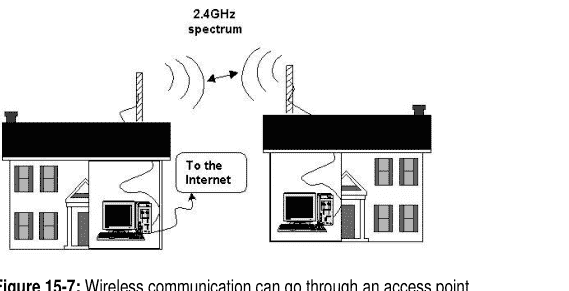 2.4GHz
spectrum
To the
Internet
Figure 15-7: Wireless communication can go through an access point